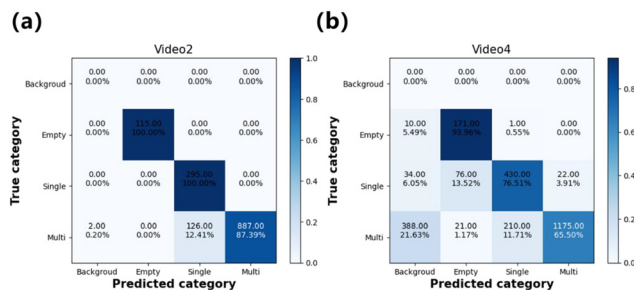 (a)
Video2
True category
Backgroud
Empty
Single
Multi
0.00 0.00 0.00 0.00
0.00% 0.00% 0.00% 0.00%
0.00 115.00 0.00 0.00
0.00% 100.00% 0.00% 0.00%
0.00 0.00 295.00 0.00
0.00% 0.00% 100.00% 0.00%
2.00 0.00 126.00 887.00
0.20% 0.00% 12.41% 87.39%
Backgroud Empty Single Multi
Predicted category
1.0
0.8
0.6
0.4
0.2
0.0
(b)
Video4
True category
Backgroud
Empty
Single
Multi
0.00 0.00 0.00 0.00
0.00% 0.00% 0.00% 0.00%
10.00 171.00 1.00 0.00
5.49% 93.96% 0.55% 0.00%
34.00 76.00 430.00 22.00
6.05% 13.52% 76.51% 3.91%
388.00 21.00 210.00 1175.00
21.63% 1.17% 11.71% 65.50%
Backgroud Empty Single Multi
Predicted category
0.8
0.6
0.4
0.2
0.0